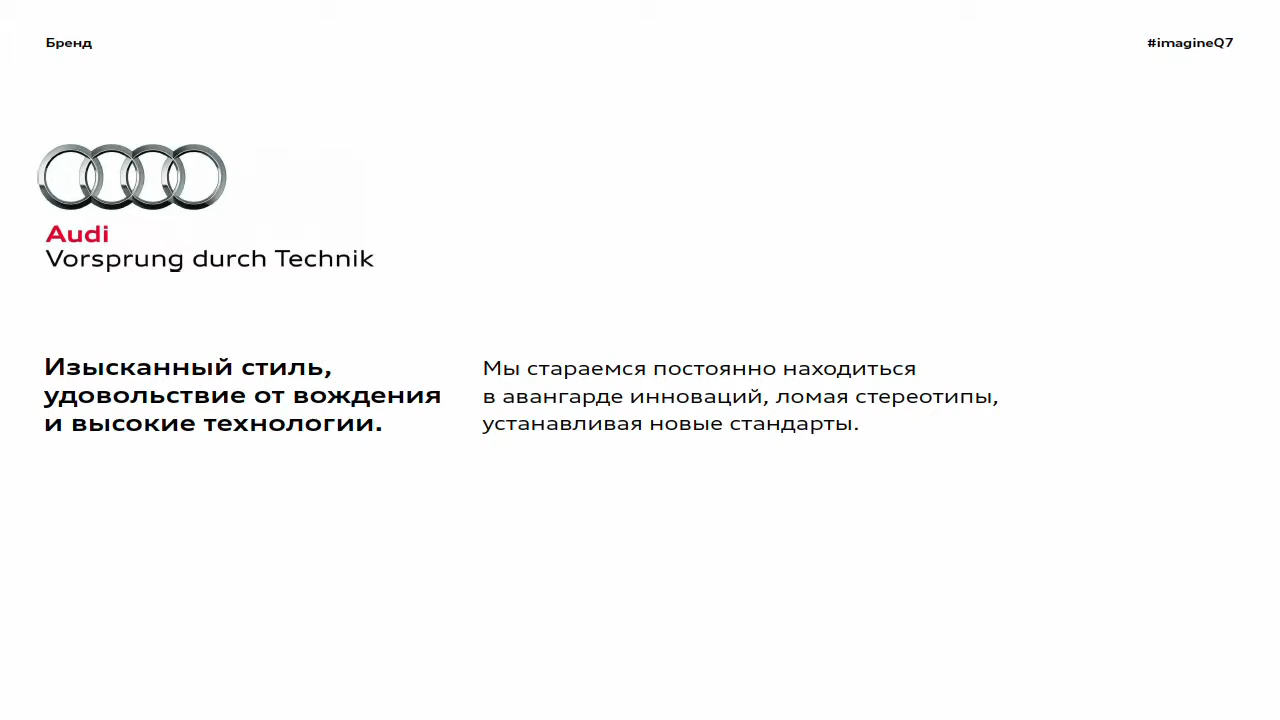 Бренд
#imagineQ7
Audi
Vorsprung durch Technik
Изысканный стиль,
удовольствие от вождения
и высокие технологии.
Мы стараемся постоянно находиться
в авангарде инноваций, ломая стереотипы,
устанавливая новые стандарты.